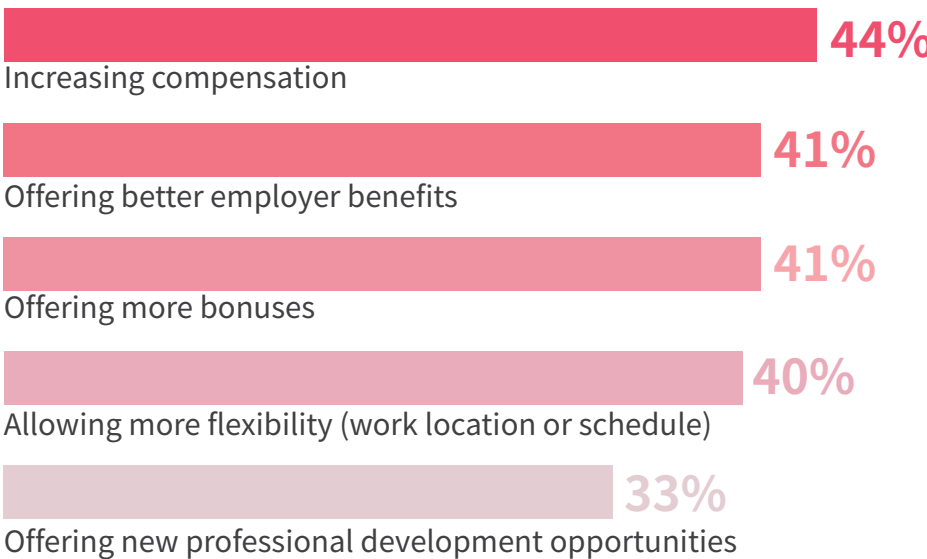 44%
Increasing compensation
41%
Offering better employer benefits
41%
Offering more bonuses
40%
Allowing more flexibility (work location or schedule)
33%
Offering new professional development opportunities